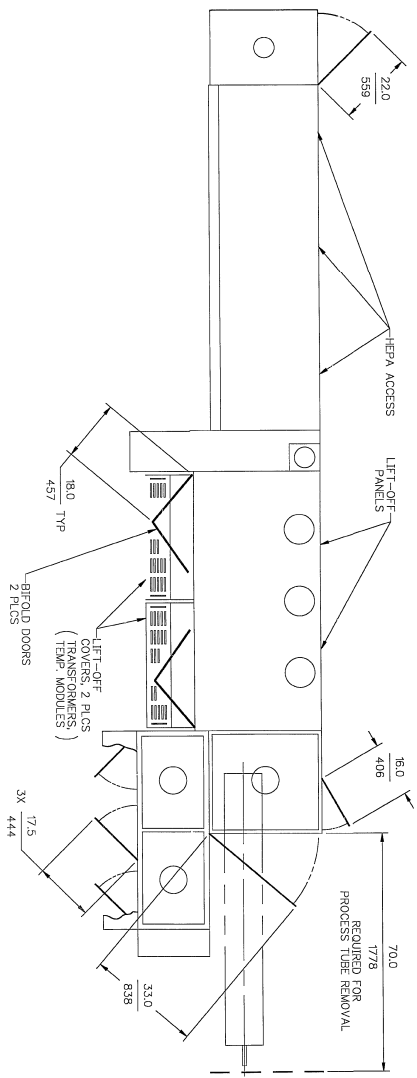 22.0
559
HEPA ACCESS
LIFT-OFF
PANELS
18.0
457 TYP
BIFOLD DOORS
2 PLCS
LIFT-OFF
COVERS, 2 PLCS
(TRANSFORMERS,
TEMP. MODULES)
16.0
406
17.5
444
3X
33.0
838
70.0
1778
REQUIRED FOR
PROCESS TUBE REMOVAL